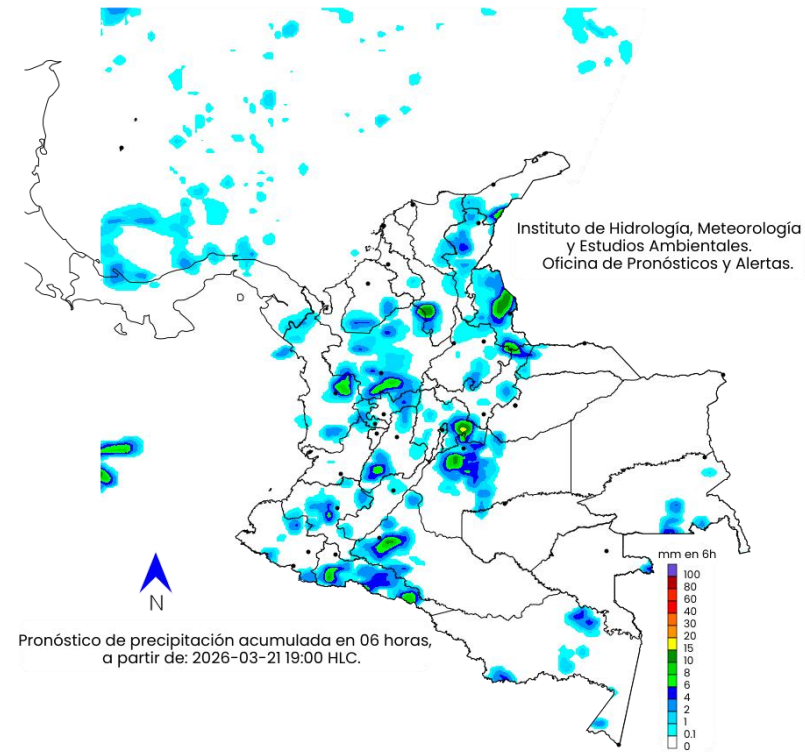 Instituto de Hidrología, Meteorología
y Estudios Ambientales.
Oficina de Pronósticos y Alertas.
mm en 6h
100
80
60
40
30
20
15
10
8
6
4
2
1
0.1
0
N
Pronóstico de precipitación acumulada en 06 horas,
a partir de: 2026-03-21 19:00 HLC.